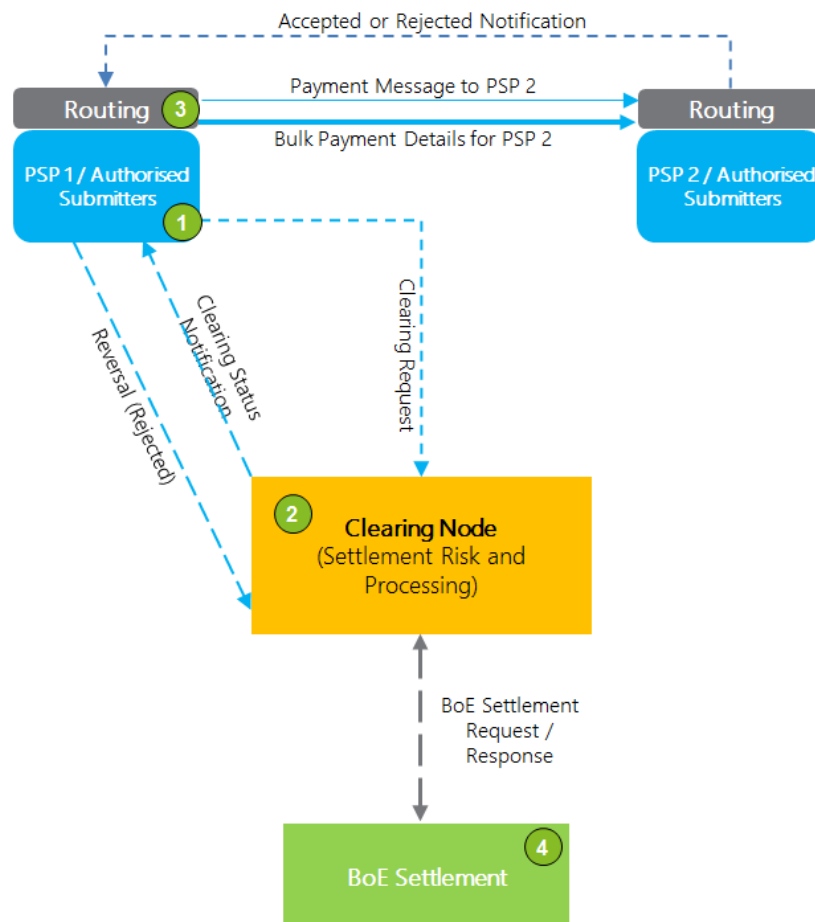 Accepted or Rejected Notification
Routing
3
Payment Message to PSP 2
Routing
Bulk Payment Details for PSP 2
PSP 1 / Authorised
Submitters
1
PSP 2 / Authorised
Submitters
Clearing Request
Clearing Status
Notification
Reversal (Rejected)
2
Clearing Node
(Settlement Risk and
Processing)
BoE Settlement
Request /
Response
4
BoE Settlement